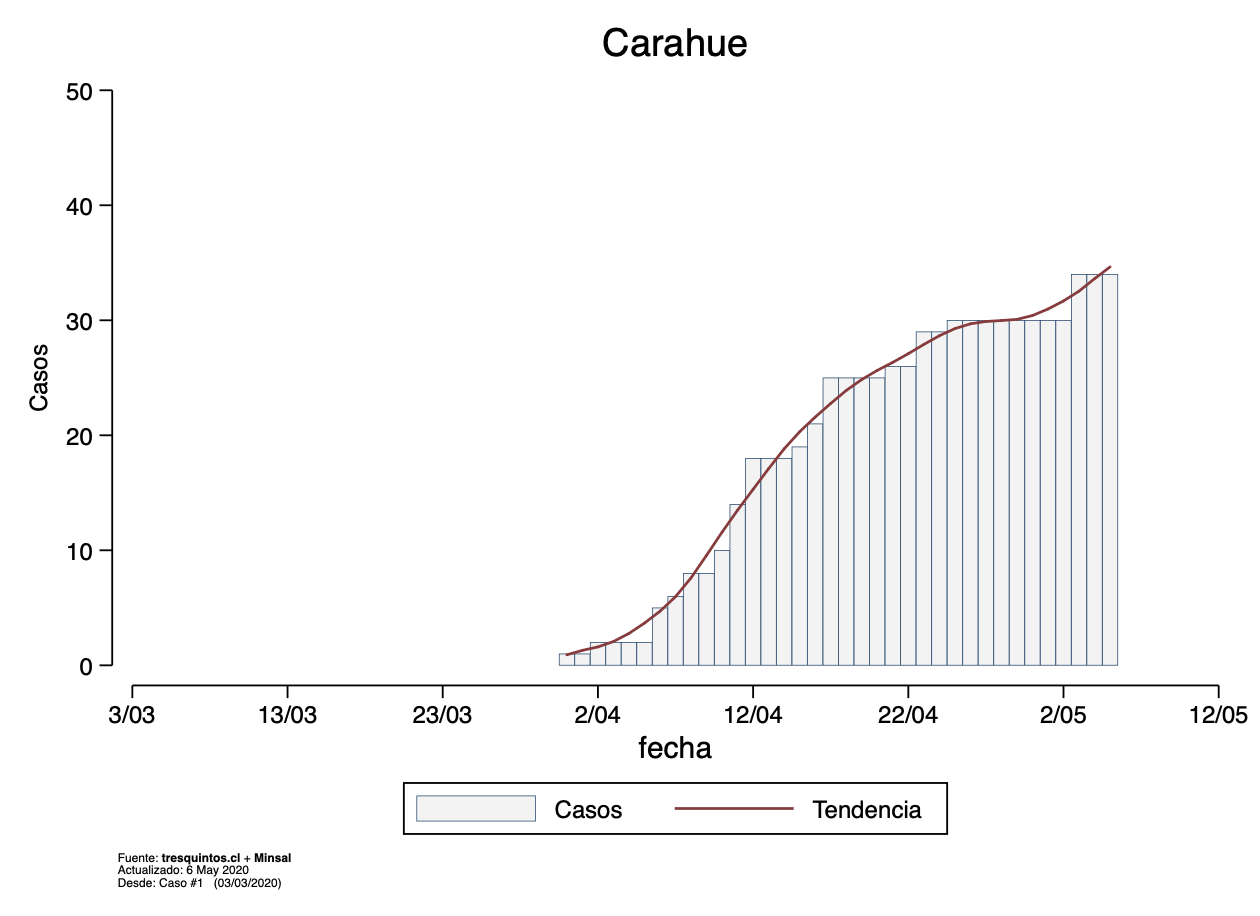 Carahue
50
40
30
20
10
0
Casos
3/03
13/03
23/03
2/04
12/04
22/04
2/05
12/05
fecha
Casos
Tendencia
Fuente: tresquintos.cl + Minsal
Actualizado: 6 May 2020
Desde: Caso #1 (03/03/2020)